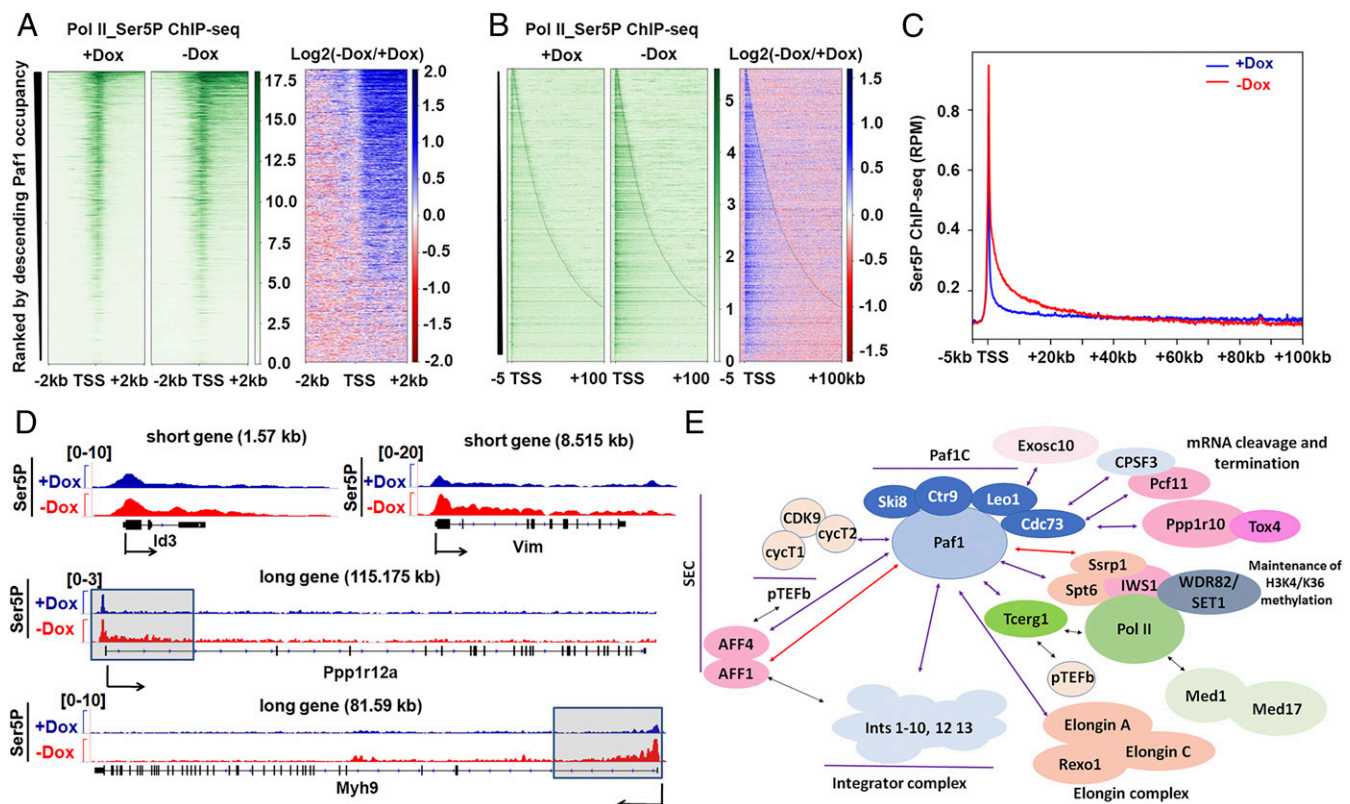 A
Pol II_Ser5P ChIP-seq
+Dox
-Dox
Log2(-Dox/+Dox)
Ranked by descending Paf1 occupancy
17.5
15.0
12.5
10.0
7.5
5.0
2.5
0.0
2.0
1.5
1.0
0.5
0.0
-0.5
-1.0
-1.5
-2.0
-2kb TSS +2kb
-2kb TSS +2kb
-2kb TSS +2kb
B
Pol II_Ser5P ChIP-seq
+Dox
-Dox
Log2(-Dox/+Dox)
5
4
3
2
1
0
1.5
1.0
0.5
0.0
-0.5
-1.0
-1.5
-5 TSS +100
TSS +100
-5 TSS +100kb
C
+Dox
-Dox
Ser5P ChIP-seq (RPM)
0.8
0.6
0.4
0.2
-5kb TSS +20kb +40kb +60kb +80kb +100kb
D
short gene (1.57 kb)
[0-10]
Ser5P
+Dox
-Dox
Id3
short gene (8.515 kb)
[0-20]
Ser5P
+Dox
-Dox
Vim
long gene (115.175 kb)
[0-3]
Ser5P
+Dox
-Dox
Ppp1r12a
long gene (81.59 kb)
[0-10]
Ser5P
+Dox
-Dox
Myh9
E
Exosc10
mRNA cleavage and
termination
Paf1C
CPSF3
Pcf11
Ski8
Ctr9
Leo1
Cdc73
Paf1
Ppp1r10
Tox4
CDK9
cycT2
cycT1
pTEFb
SEC
AFF4
AFF1
Ssrp1
Spt6
IWS1
WDR82/
SET1
Maintenance of
H3K4/K36
methylation
Tcerg1
Pol II
pTEFb
Med1
Med17
Ints 1-10, 12 13
Integrator complex
Elongin A
Elongin C
Rexo1
Elongin complex